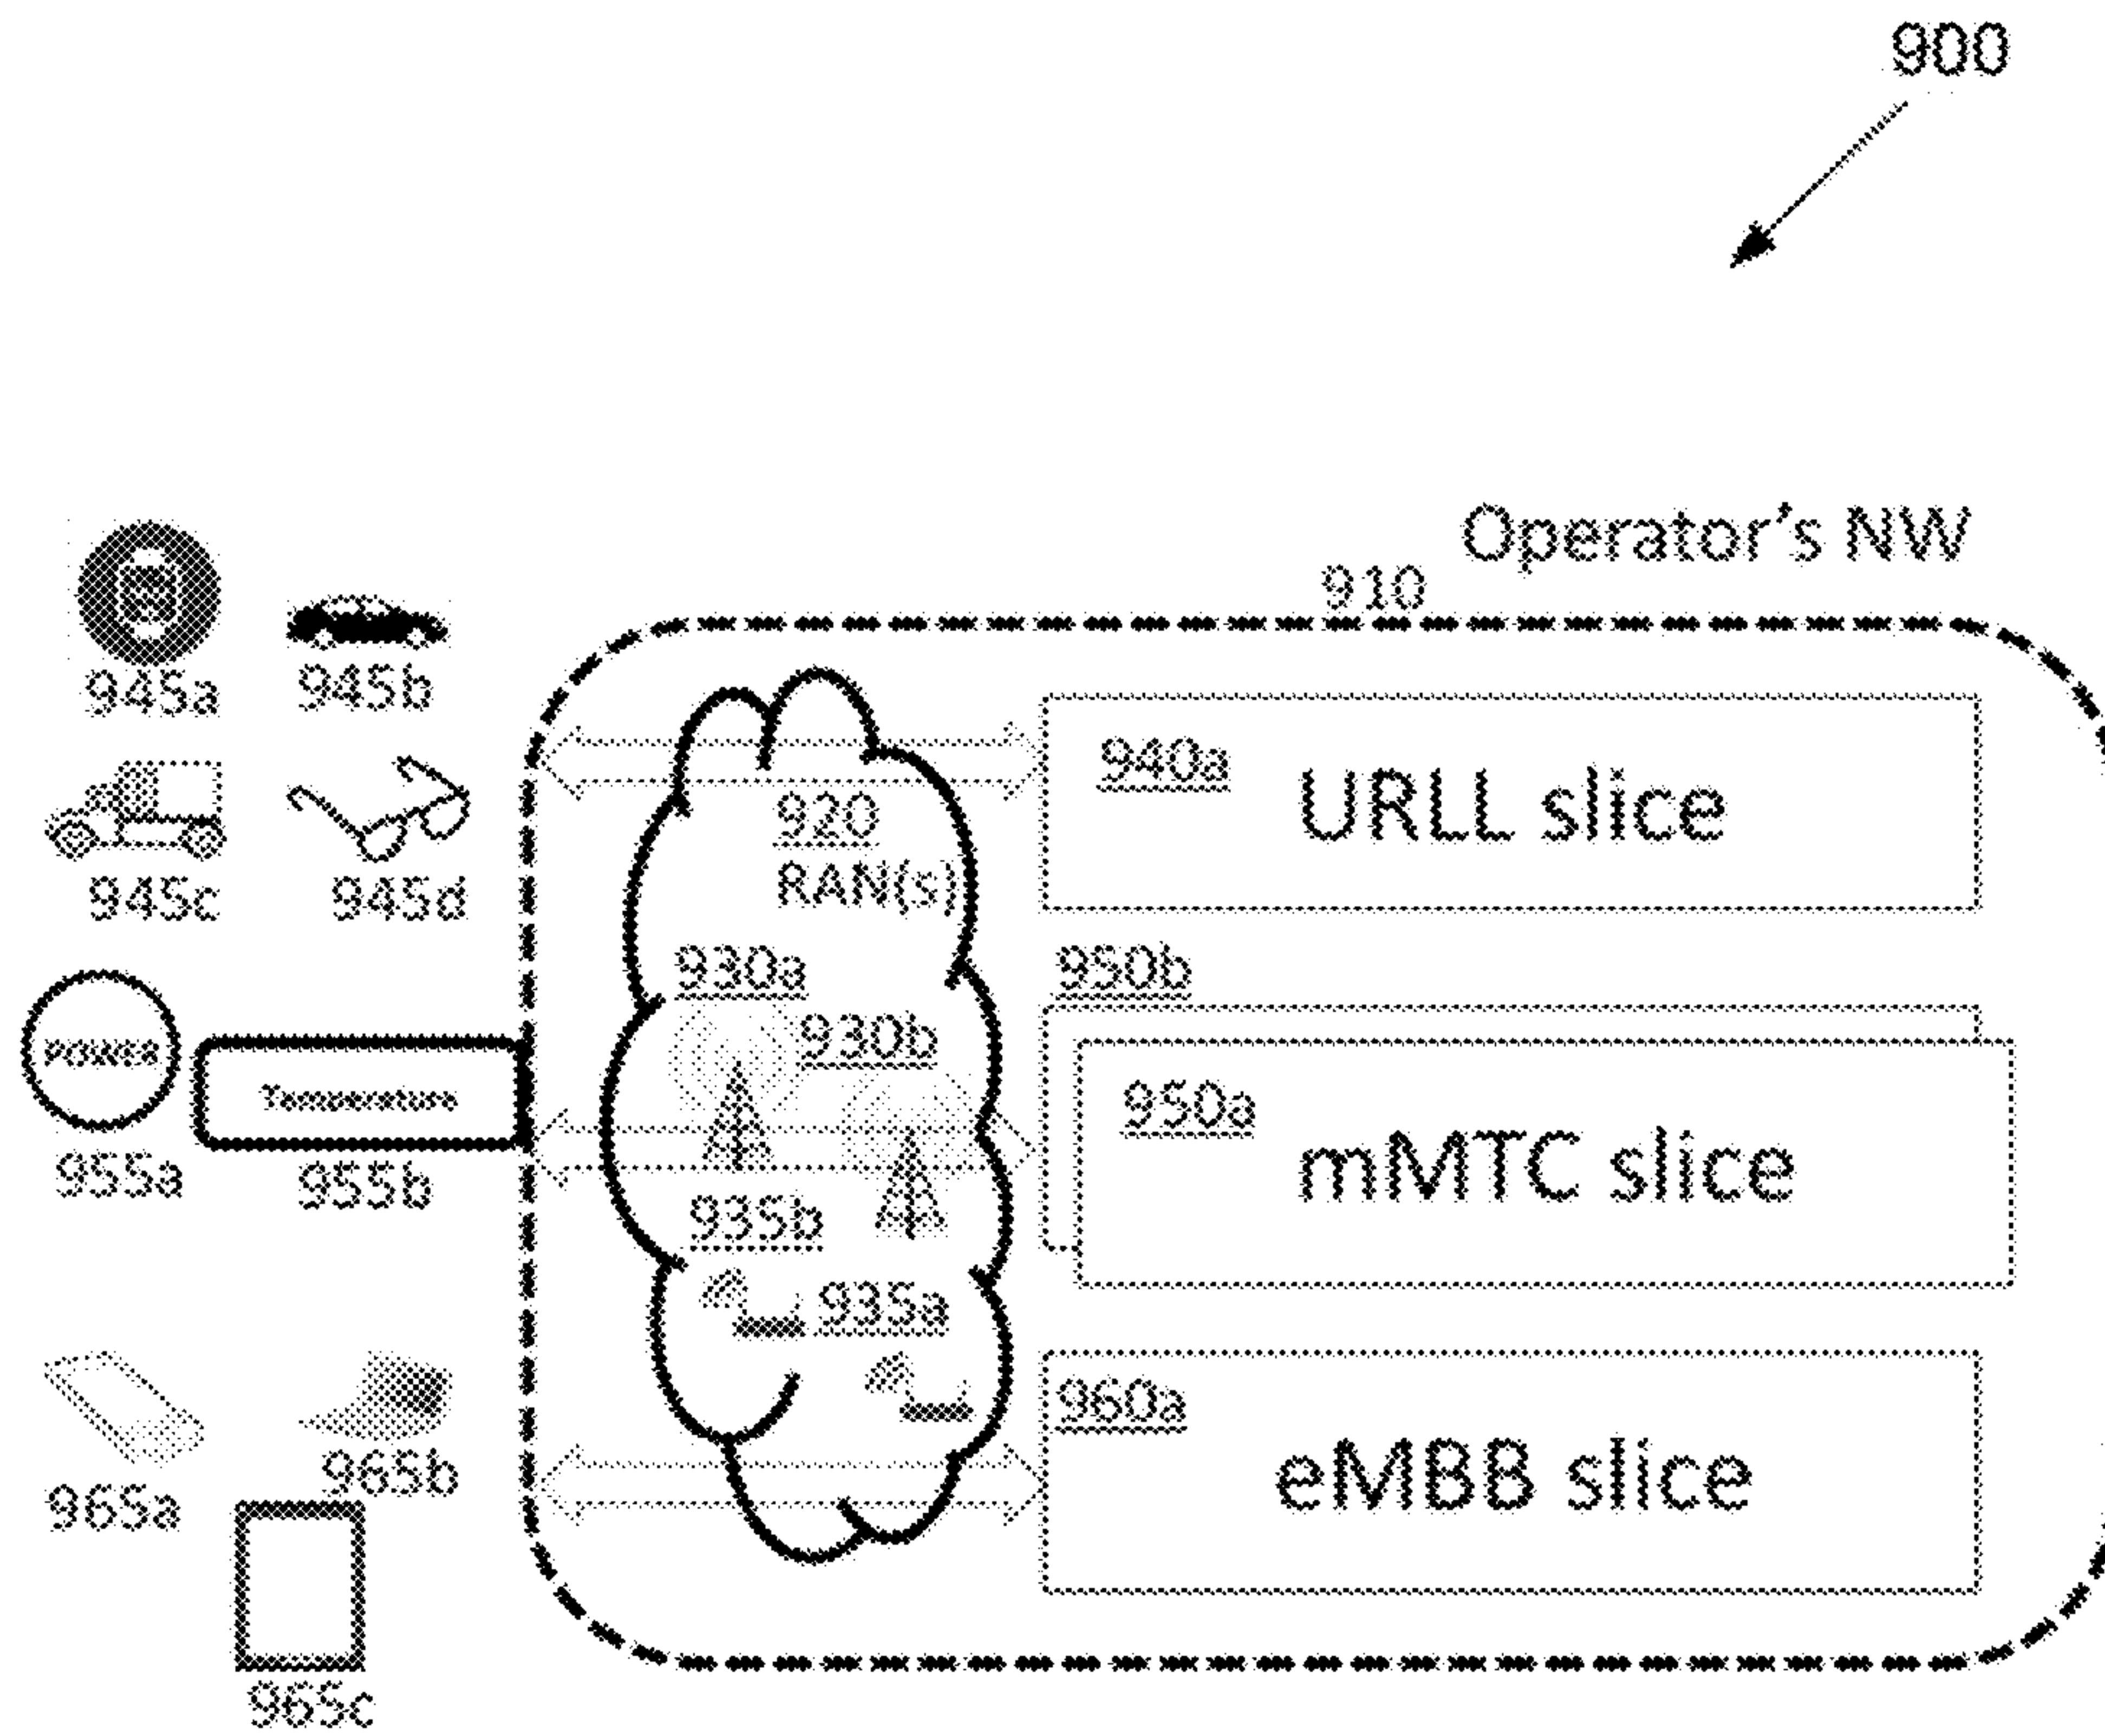 900
Operator's NW
910
945a
945b
940a
URLL slice
920
RAN(s)
945c
945d
930a
950b
930b
POWER
Temperature
950a
mMTC slice
955a
955b
935b
935a
960a
eMBB slice
965a
965b
965c